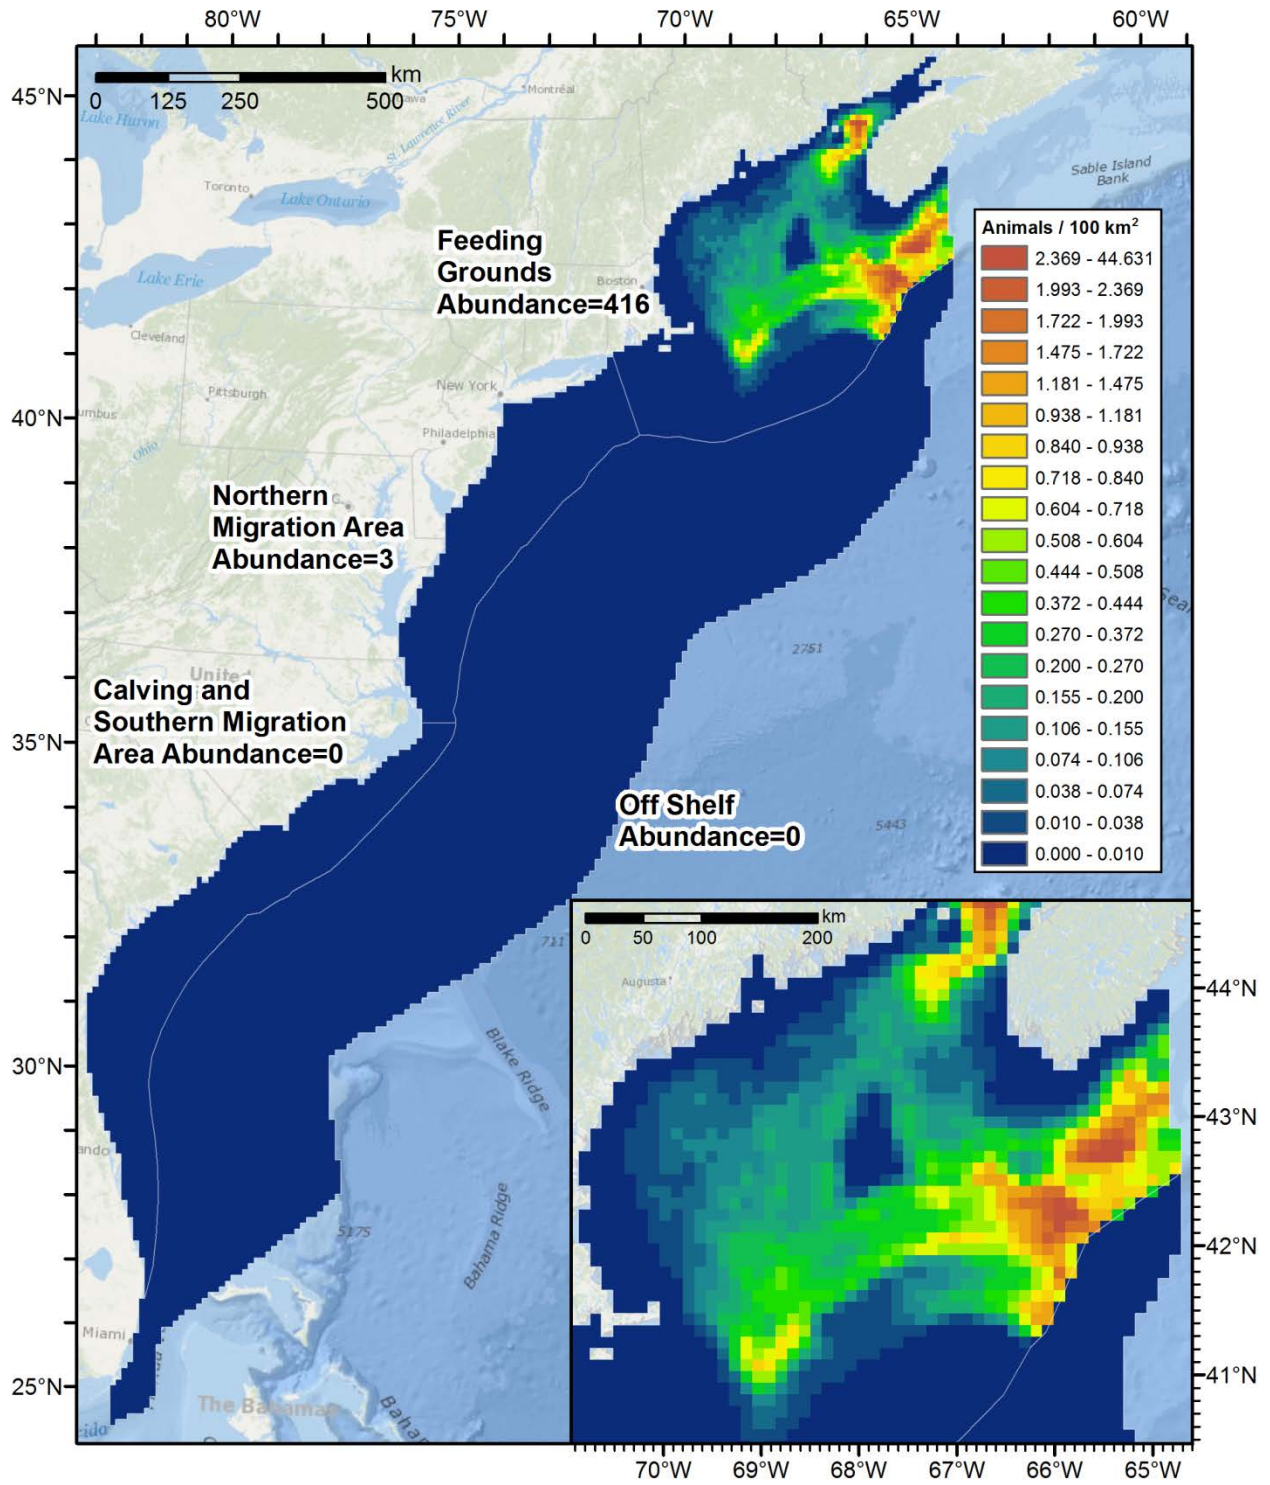 80°W 75°W 70°W 65°W 60°W
45°N
40°N
35°N
30°N
25°N
km
0 125 250 500
Lake Huron
Montréal
St. Lawrence River
Toronto
Lake Ontario
Lake Erie
Cleveland
Pittsburgh
Ohio
Boston
New York
Philadelphia
Sable Island
Bank
Feeding
Grounds
Abundance=416
Northern
Migration Area
Abundance=3
United
Calving and
Southern Migration
Area Abundance=0
Off Shelf
Abundance=0
2751
5443
711
5175
Blake Ridge
Bahama Ridge
Miami
The Bahamas
Animals / 100 km²
2.369 - 44.631
1.993 - 2.369
1.722 - 1.993
1.475 - 1.722
1.181 - 1.475
0.938 - 1.181
0.840 - 0.938
0.718 - 0.840
0.604 - 0.718
0.508 - 0.604
0.444 - 0.508
0.372 - 0.444
0.270 - 0.372
0.200 - 0.270
0.155 - 0.200
0.106 - 0.155
0.074 - 0.106
0.038 - 0.074
0.010 - 0.038
0.000 - 0.010
km
0 50 100 200
Augusta
44°N
43°N
42°N
41°N
70°W 69°W 68°W 67°W 66°W 65°W